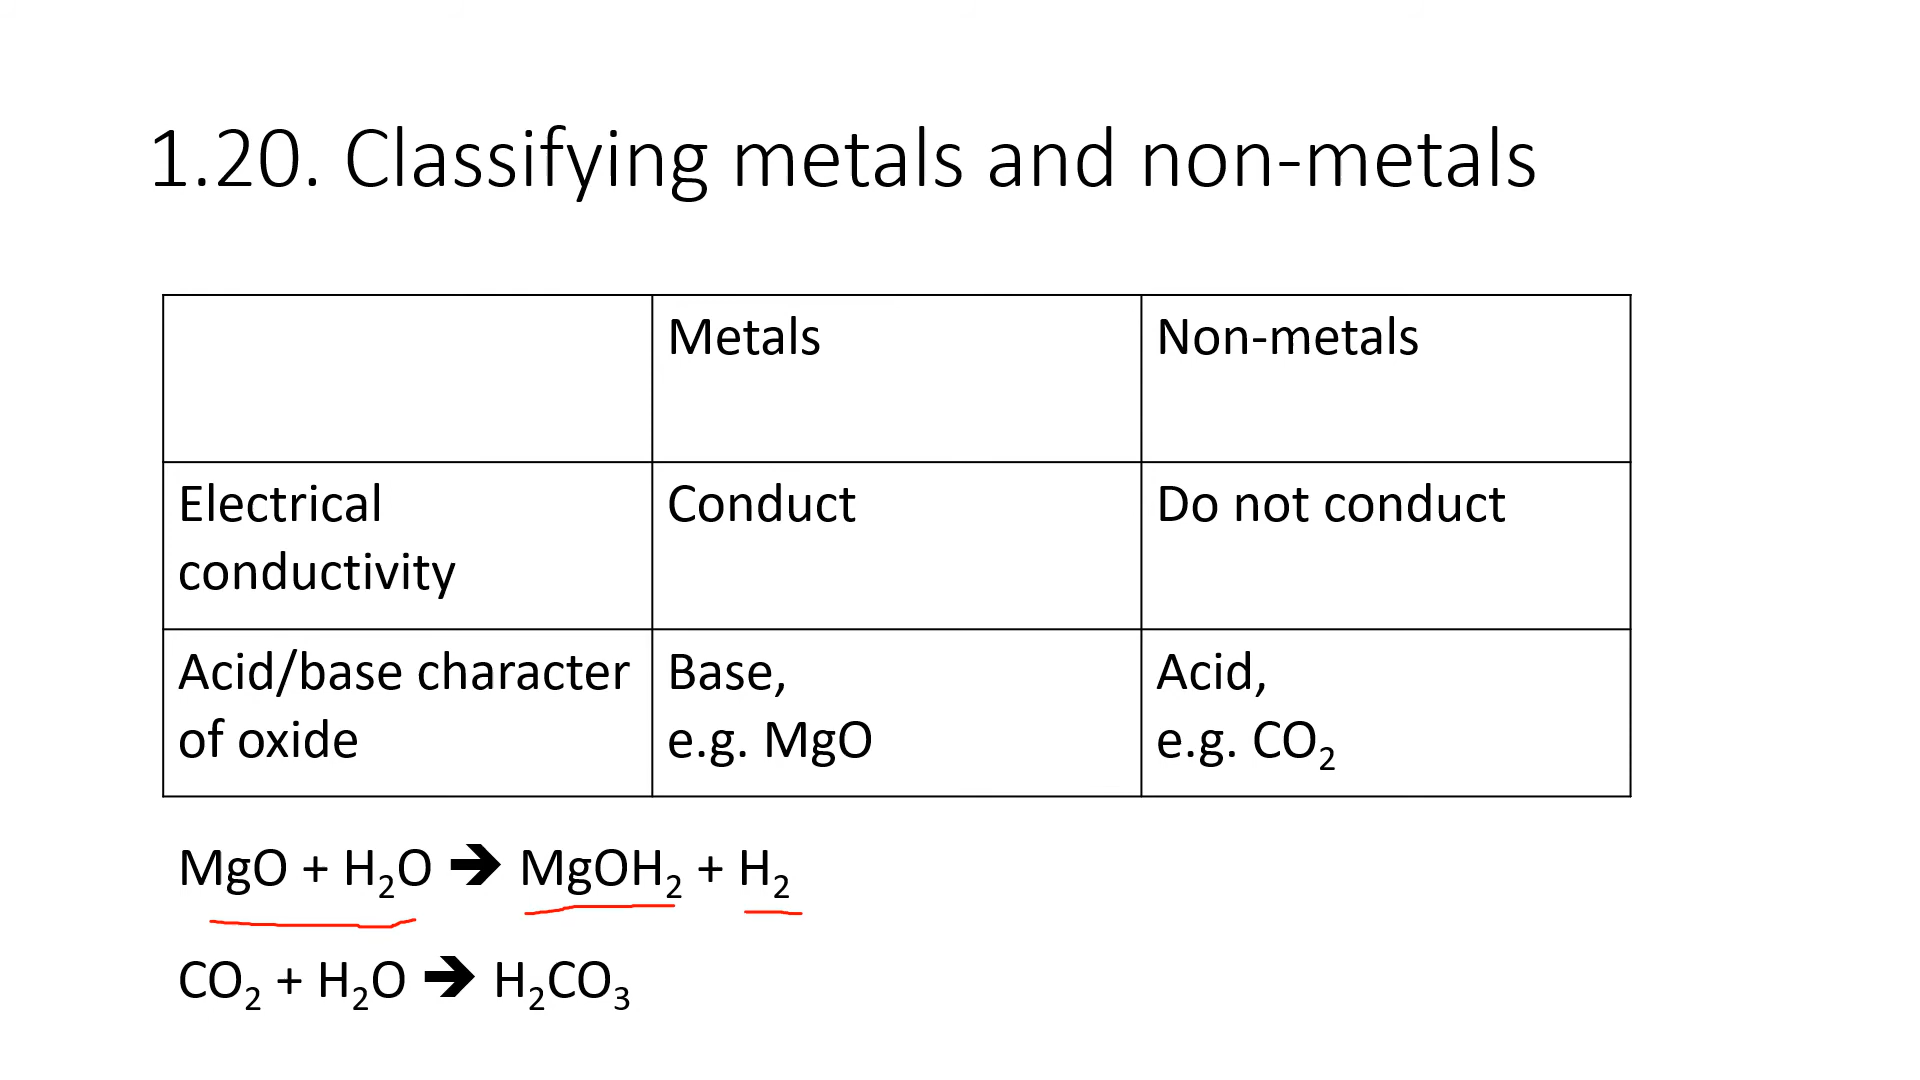 1.20. Classifying metals and non-metals
Metals
Non-metals
Electrical
conductivity
Conduct
Do not conduct
Acid/base character
of oxide
Base,
e.g. MgO
Acid,
e.g. CO₂
MgO + H₂O 🡺 MgOH₂ + H₂
CO₂ + H₂O 🡺 H₂CO₃